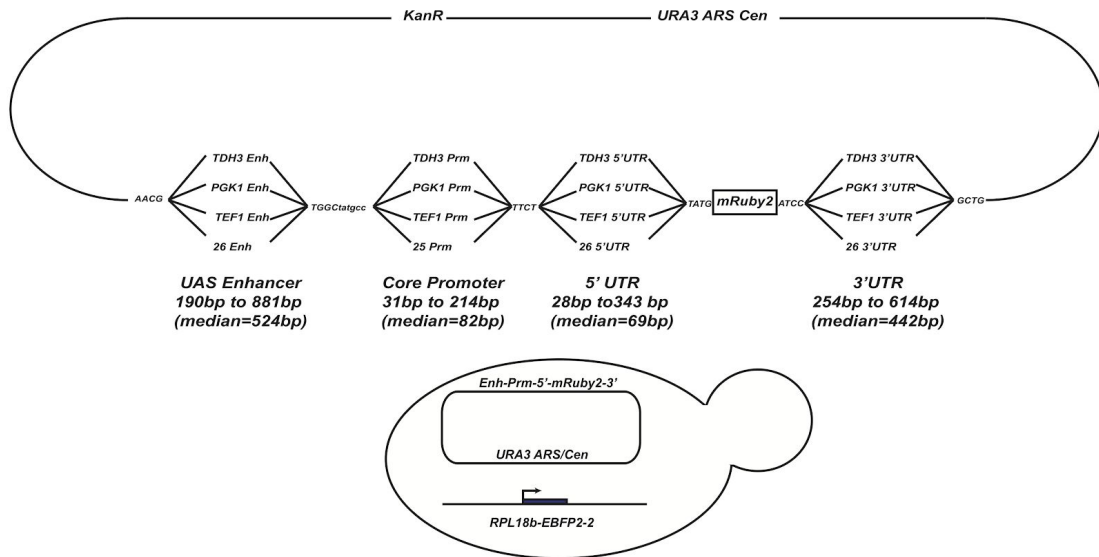 KanR
URA3 ARS Cen
AACG
TDH3 Enh
PGK1 Enh
TEF1 Enh
26 Enh
TGGCtatgcc
TDH3 Prm
PGK1 Prm
TEF1 Prm
25 Prm
TTCT
TDH3 5'UTR
PGK1 5'UTR
TEF1 5'UTR
26 5'UTR
TATG
mRuby2
ATCC
TDH3 3'UTR
PGK1 3'UTR
TEF1 3'UTR
26 3'UTR
GCTG
UAS Enhancer
190bp to 881bp
(median=524bp)
Core Promoter
31bp to 214bp
(median=82bp)
5' UTR
28bp to343 bp
(median=69bp)
3'UTR
254bp to 614bp
(median=442bp)
Enh-Prm-5'-mRuby2-3'
URA3 ARS/Cen
RPL18b-EBFP2-2